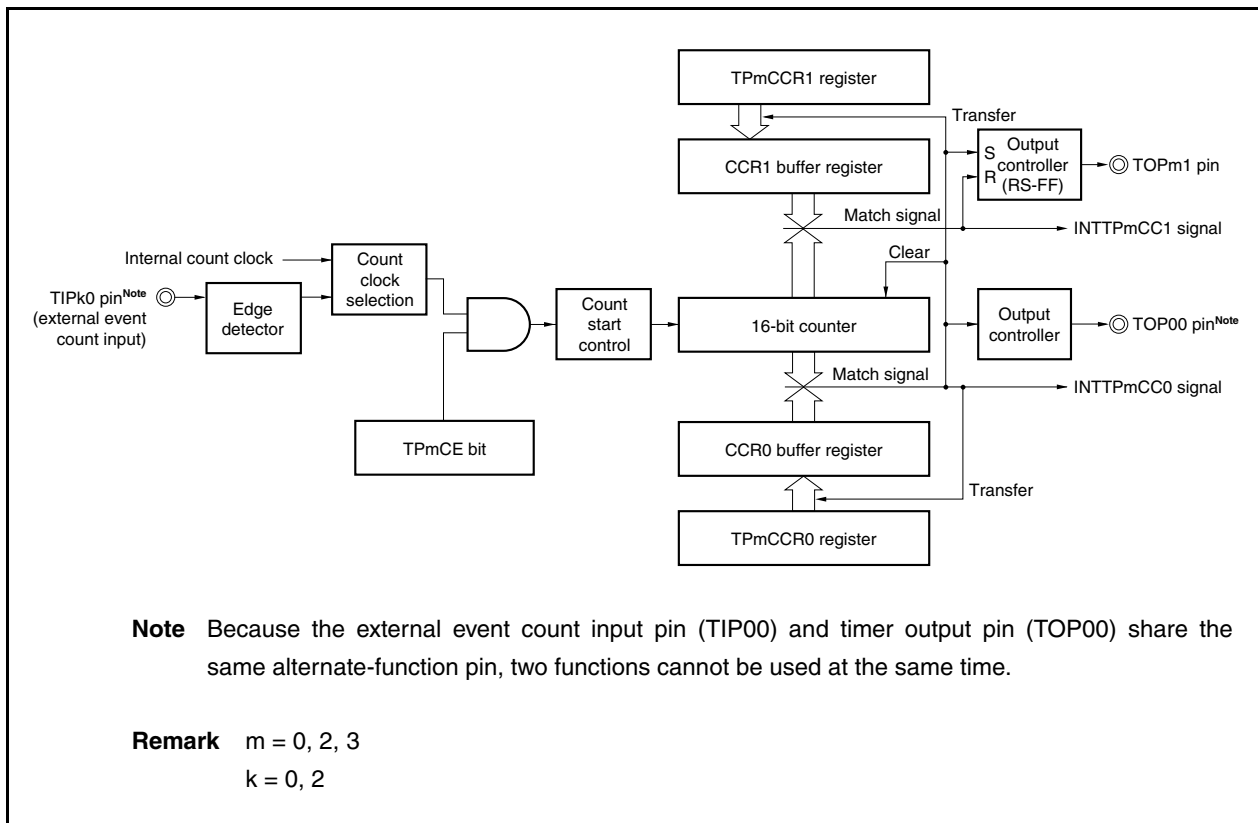 TPmCCR1 register
Transfer
CCR1 buffer register
S
R
Output
controller
(RS-FF)
TOPm1 pin
Match signal
INTTPmCC1 signal
Internal count clock
TIPk0 pinNote
(external event
count input)
Edge
detector
Count
clock
selection
Count
start
control
Clear
16-bit counter
Output
controller
TOP00 pinNote
Match signal
INTTPmCC0 signal
TPmCE bit
CCR0 buffer register
Transfer
TPmCCR0 register
Note Because the external event count input pin (TIP00) and timer output pin (TOP00) share the
same alternate-function pin, two functions cannot be used at the same time.
Remark m = 0, 2, 3
k = 0, 2